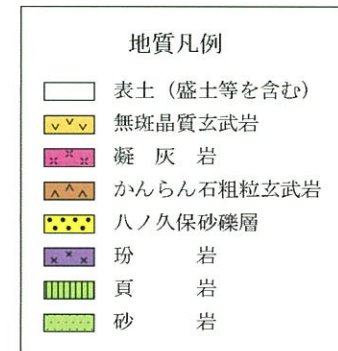 地質凡例
表土（盛土等を含む）
無斑晶質玄武岩
凝灰岩
かんらん石粗粒玄武岩
八ノ久保砂礫層
玢岩
頁岩
砂岩